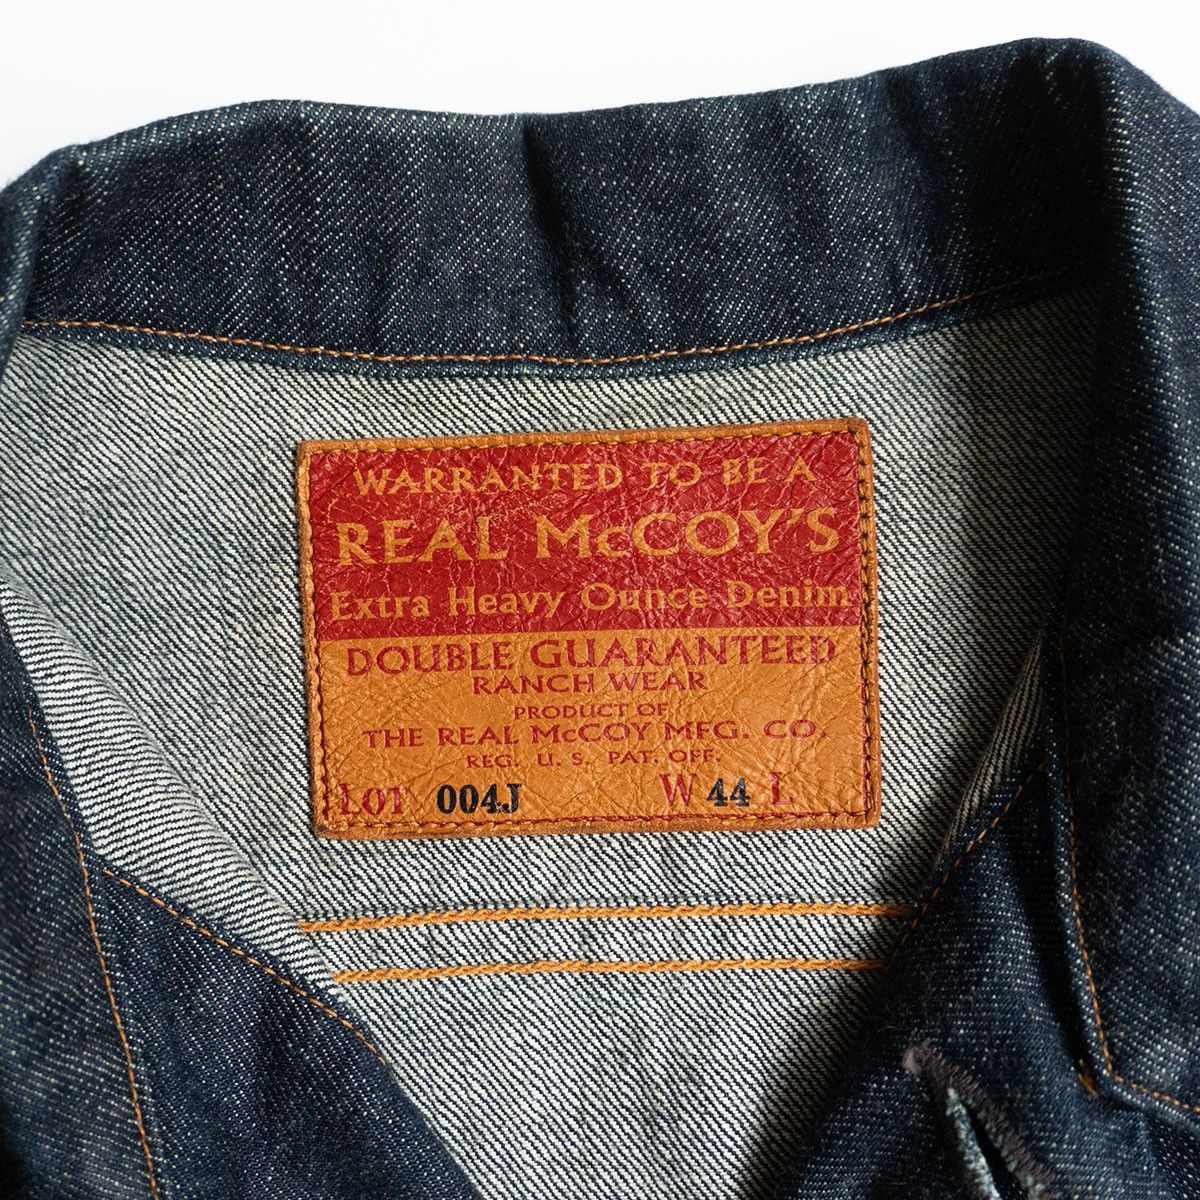 WARRANTED TO BE A
REAL McCOY'S
Extra Heavy Ounce Denim
DOUBLE GUARANTEED
RANCH WEAR
PRODUCT OF
THE REAL McCOY MFG. CO.
REG. U. S. PAT. OFF.
LOT 004J W 44 L